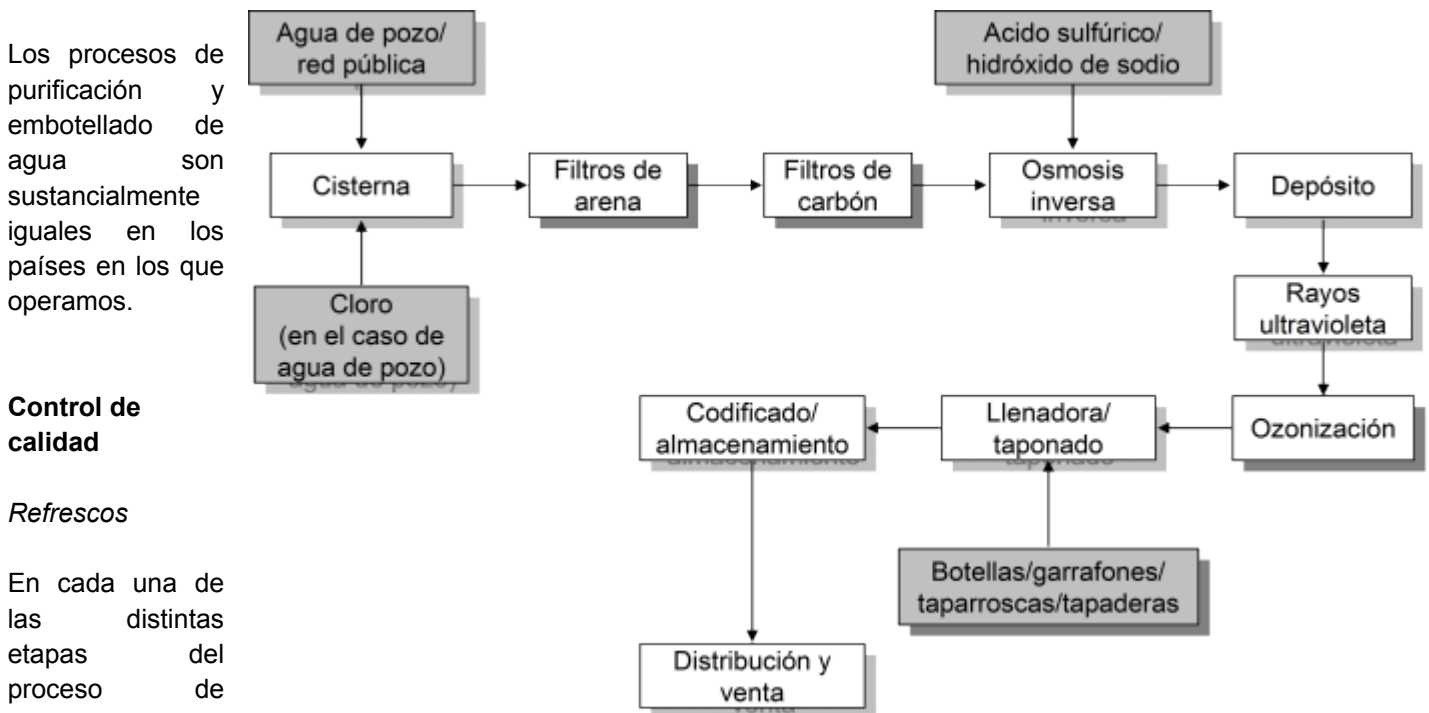 Los procesos de
purificación y
embotellado de
agua son
sustancialmente
iguales en los
países en los que
operamos.
Control de
calidad
Refrescos
En cada una de
las distintas
etapas del
proceso de
Agua de pozo/
red pública
Acido sulfúrico/
hidróxido de sodio
Cisterna
Filtros de
arena
Filtros de
carbón
Osmosis
inversa
Depósito
Cloro
(en el caso de
agua de pozo)
Rayos
ultravioleta
Codificado/
almacenamiento
Llenadora/
taponado
Ozonización
Botellas/garrafones/
taparroscas/tapaderas
Distribución y
venta